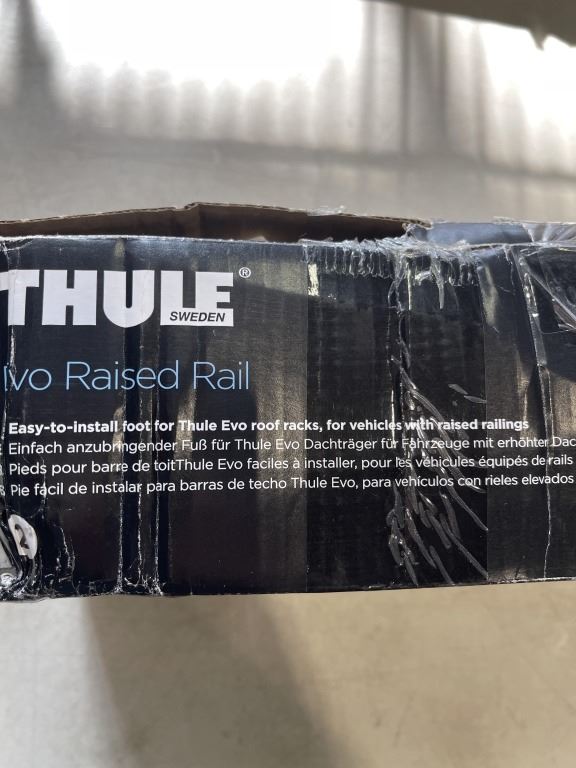 THULE®
SWEDEN
vo Raised Rail
Easy-to-install foot for Thule Evo roof racks, for vehicles with raised railings
Einfach anzubringender Fuß für Thule Evo Dachträger für Fahrzeuge mit erhöhter Dac
Pieds pour barre de toitThule Evo faciles à installer, pour les véhicules équipés de rails
Pie fácil de instalar para barras de techo Thule Evo, para vehículos con rieles elevados